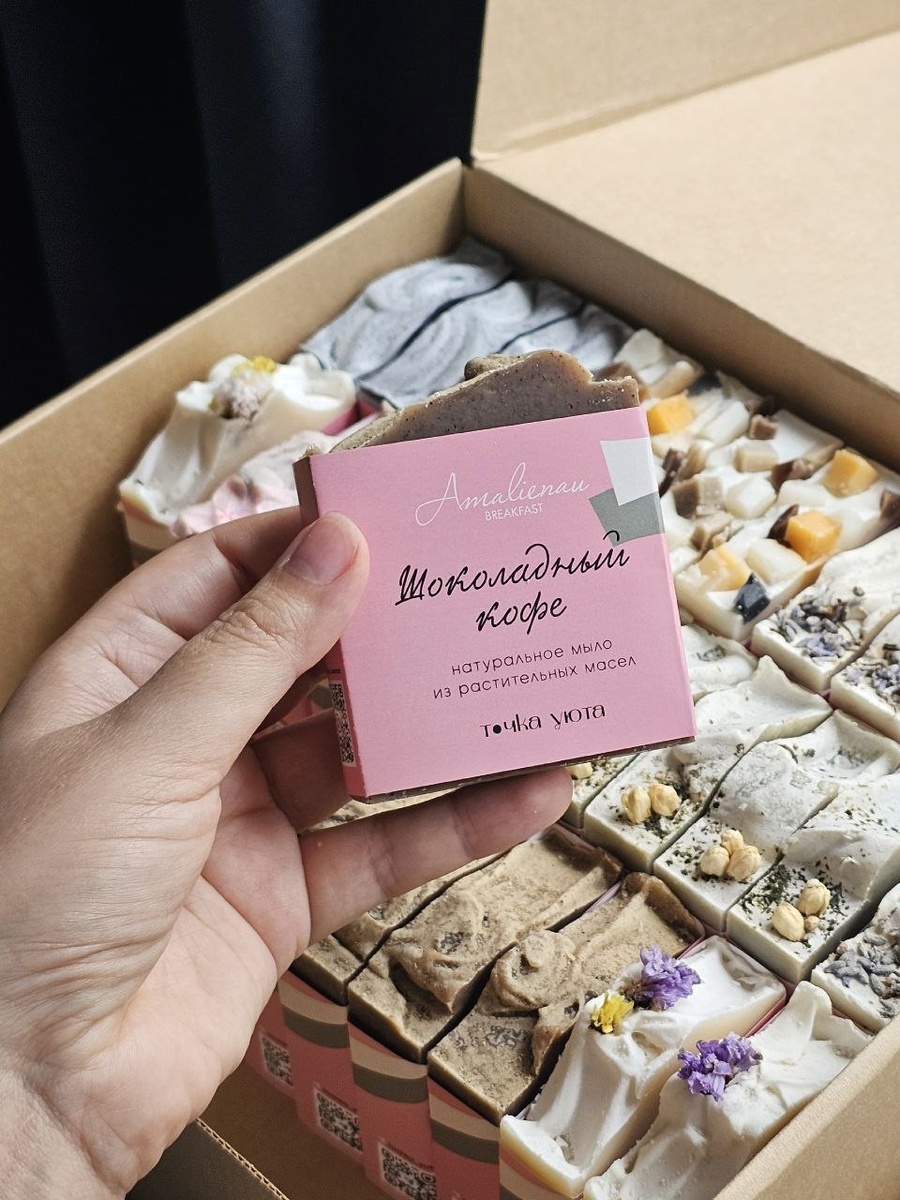 Amalienau
BREAKFAST
Шоколадный
кофе
натуральное мыло
из растительных масел
точка уюта